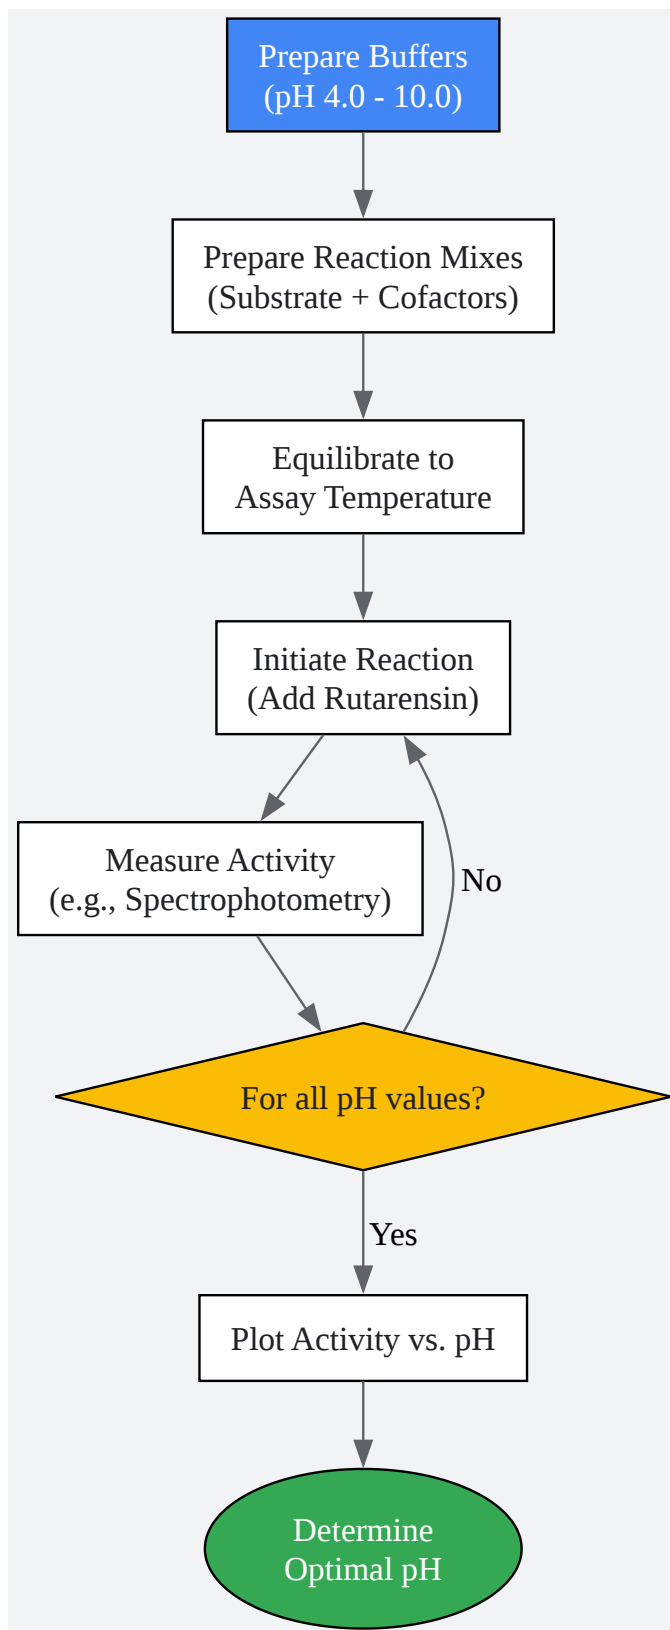 Prepare Buffers
(pH 4.0 - 10.0)
Prepare Reaction Mixes
(Substrate + Cofactors)
Equilibrate to
Assay Temperature
Initiate Reaction
(Add Rutarensin)
Measure Activity
(e.g., Spectrophotometry)
No
For all pH values?
Yes
Plot Activity vs. pH
Determine
Optimal pH